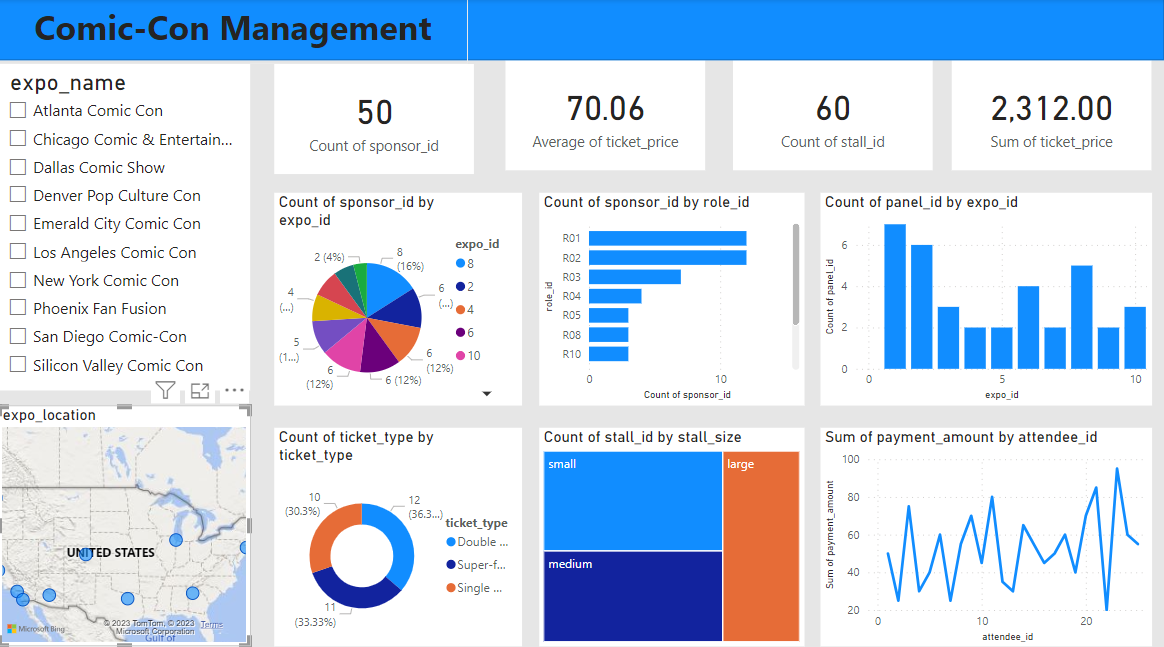 Comic-Con Management
expo_name
Atlanta Comic Con
Chicago Comic & Entertain...
Dallas Comic Show
Denver Pop Culture Con
Emerald City Comic Con
Los Angeles Comic Con
New York Comic Con
Phoenix Fan Fusion
San Diego Comic-Con
Silicon Valley Comic Con
50
Count of sponsor_id
70.06
Average of ticket_price
60
Count of stall_id
2,312.00
Sum of ticket_price
Count of sponsor_id by
expo_id
2 (4%)
8
(16%)
4
(...)
6
(...)
5
(1...)
6
(12%)
6
(12%)
6 (12%)
expo_id
8
2
4
6
10
Count of sponsor_id by role_id
role_id
R01
R02
R03
R04
R05
R08
R10
0 10
Count of sponsor_id
Count of panel_id by expo_id
Count of panel_id
6
4
2
0
0 5 10
expo_id
expo_location
UNITED STATES
Gulf of
Microsoft Bing
© 2023 TomTom, © 2023
Microsoft Corporation
Terms
Count of ticket_type by
ticket_type
10
(30.3%)
12
(36.3...)
11
(33.33%)
ticket_type
Double ...
Super-f...
Single ...
Count of stall_id by stall_size
small
large
medium
Sum of payment_amount by attendee_id
Sum of payment_amount
100
80
60
40
20
0 10 20
attendee_id